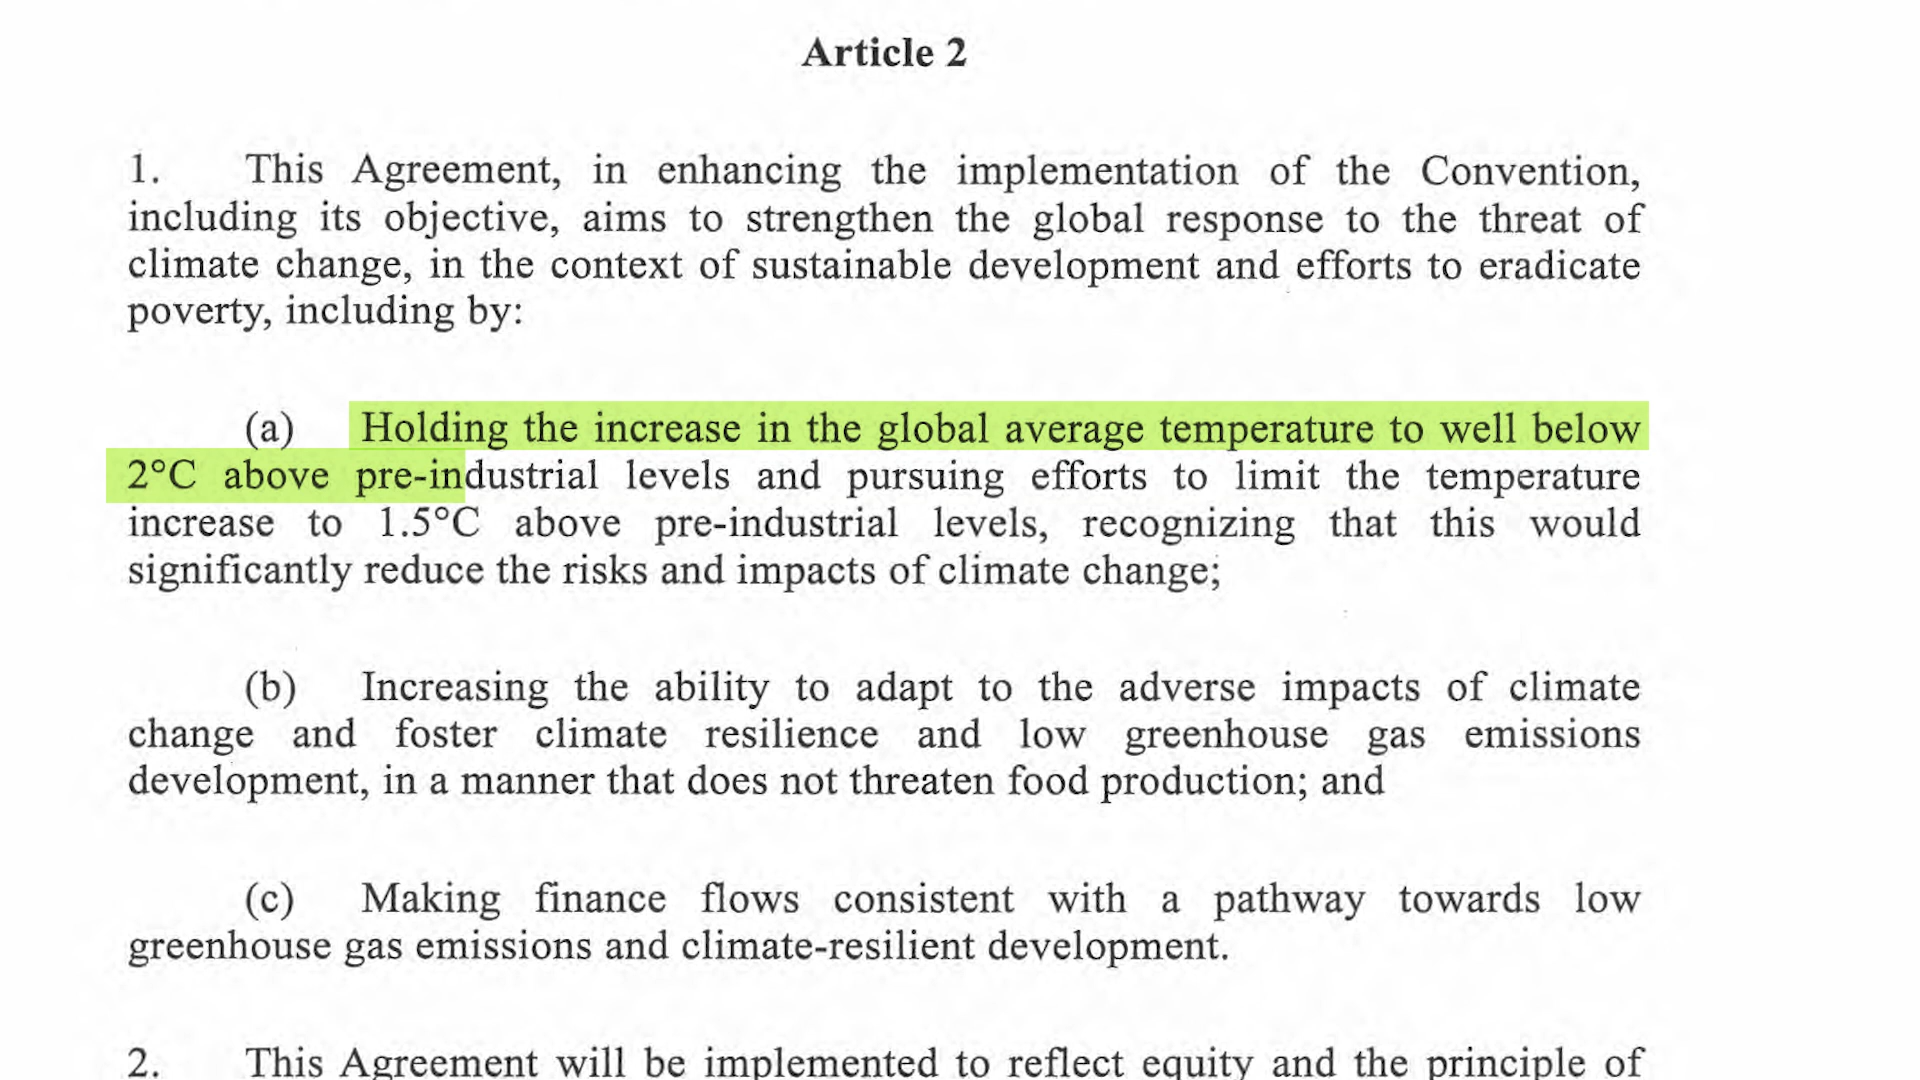 Article 2
1. This Agreement, in enhancing the implementation of the Convention,
including its objective, aims to strengthen the global response to the threat of
climate change, in the context of sustainable development and efforts to eradicate
poverty, including by:
(a) Holding the increase in the global average temperature to well below
2°C above pre-industrial levels and pursuing efforts to limit the temperature
increase to 1.5°C above pre-industrial levels, recognizing that this would
significantly reduce the risks and impacts of climate change;
(b) Increasing the ability to adapt to the adverse impacts of climate
change and foster climate resilience and low greenhouse gas emissions
development, in a manner that does not threaten food production; and
(c) Making finance flows consistent with a pathway towards low
greenhouse gas emissions and climate-resilient development.
2. This Agreement will be implemented to reflect equity and the principle of